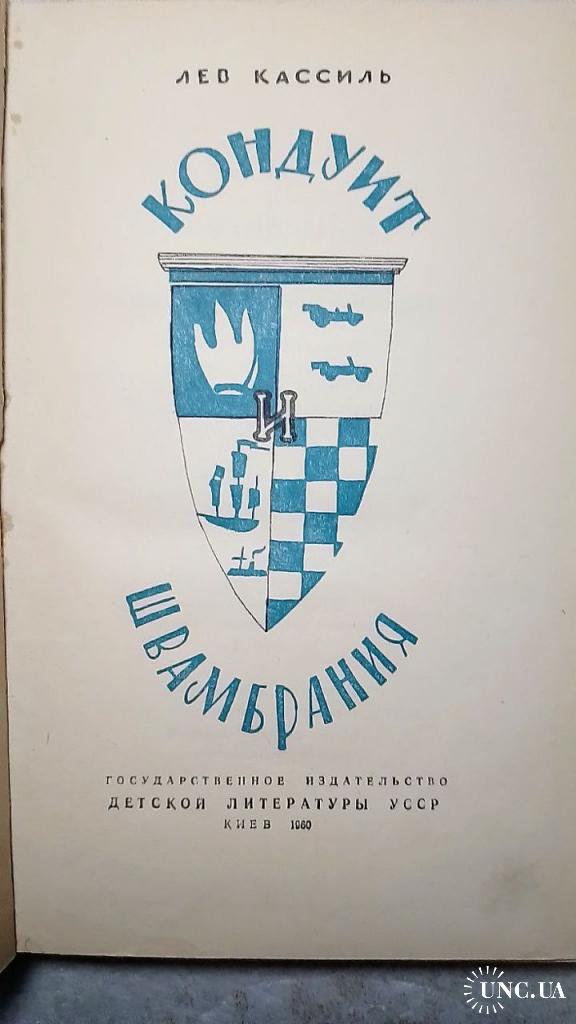 ЛЕВ КАССИЛЬ
КОНДУИТ
И
ШВАМБРАНИЯ
ГОСУДАРСТВЕННОЕ ИЗДАТЕЛЬСТВО
ДЕТСКОЙ ЛИТЕРАТУРЫ УССР
КИЕВ 1960
UNC.UA